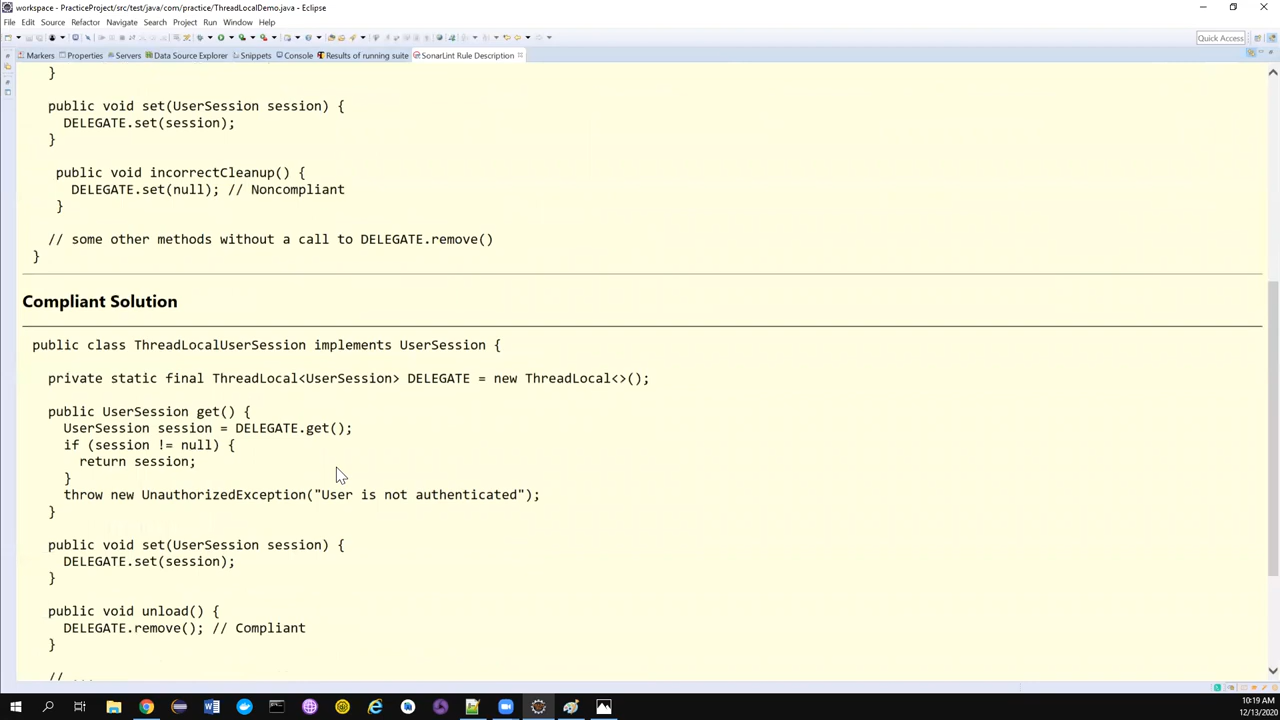 workspace - PracticeProject/src/test/java/com/practice/ThreadLocalDemo.java - Eclipse
File Edit Source Refactor Navigate Search Project Run Window Help
Quick Access
Markers Properties Servers Data Source Explorer Snippets Console Results of running suite SonarLint Rule Description
}
public void set(UserSession session) {
DELEGATE.set(session);
}
public void incorrectCleanup() {
DELEGATE.set(null); // Noncompliant
}
// some other methods without a call to DELEGATE.remove()
}
Compliant Solution
public class ThreadLocalUserSession implements UserSession {
private static final ThreadLocal<UserSession> DELEGATE = new ThreadLocal<>();
public UserSession get() {
UserSession session = DELEGATE.get();
if (session != null) {
return session;
}
throw new UnauthorizedException("User is not authenticated");
}
public void set(UserSession session) {
DELEGATE.set(session);
}
public void unload() {
DELEGATE.remove(); // Compliant
}
// ...
10:19 AM
12/13/2020